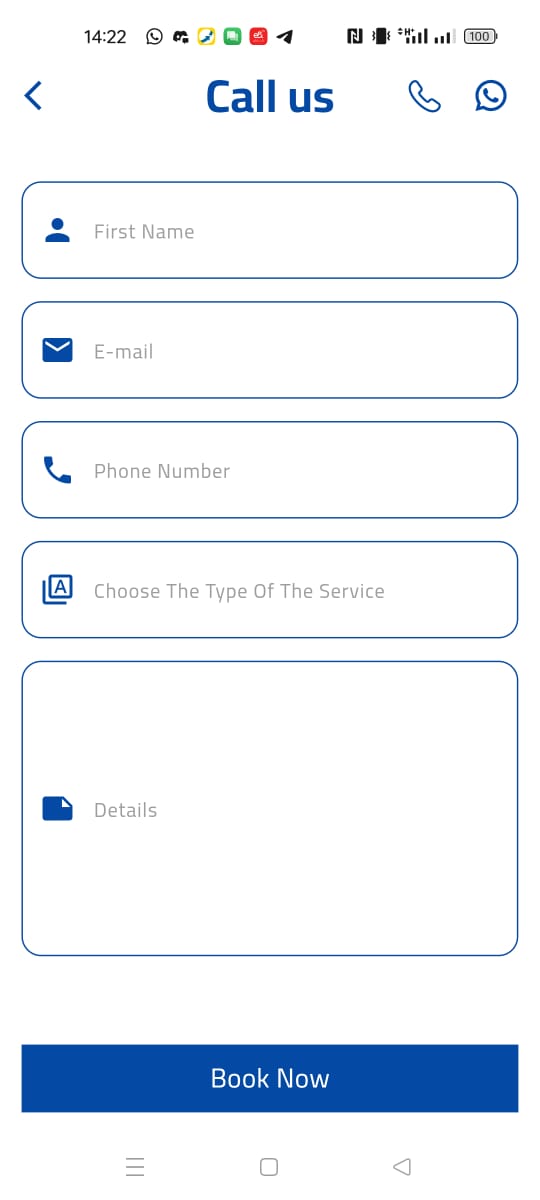 14:22
100
Call us
First Name
E-mail
Phone Number
A
Choose The Type Of The Service
Details
Book Now